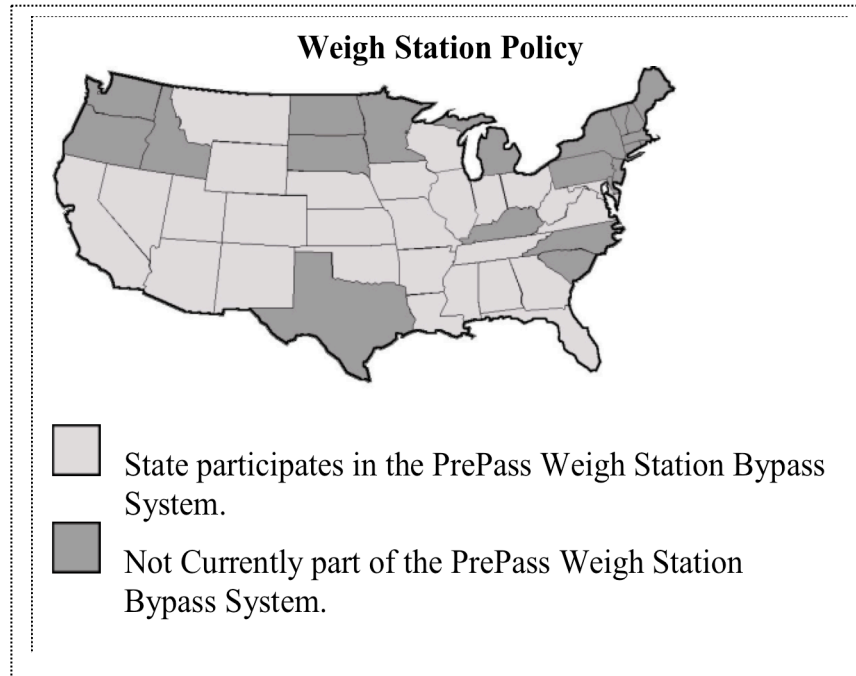 Weigh Station Policy
State participates in the PrePass Weigh Station Bypass
System.
Not Currently part of the PrePass Weigh Station
Bypass System.